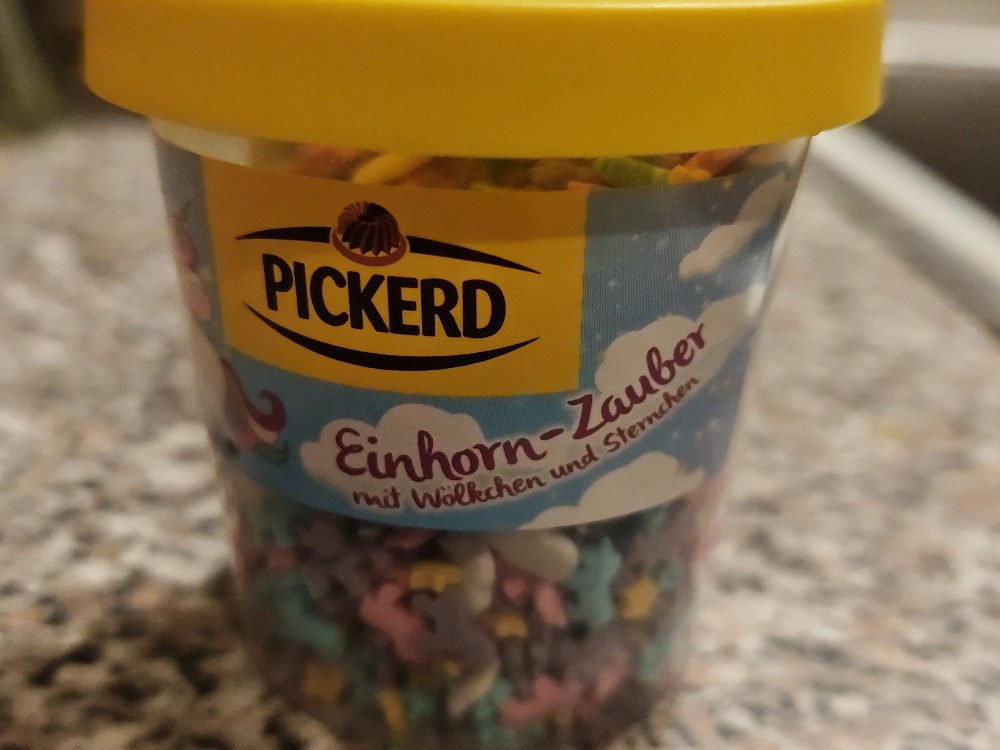 PICKERD
Einhorn-Zauber
mit Wölkchen und Sternchen